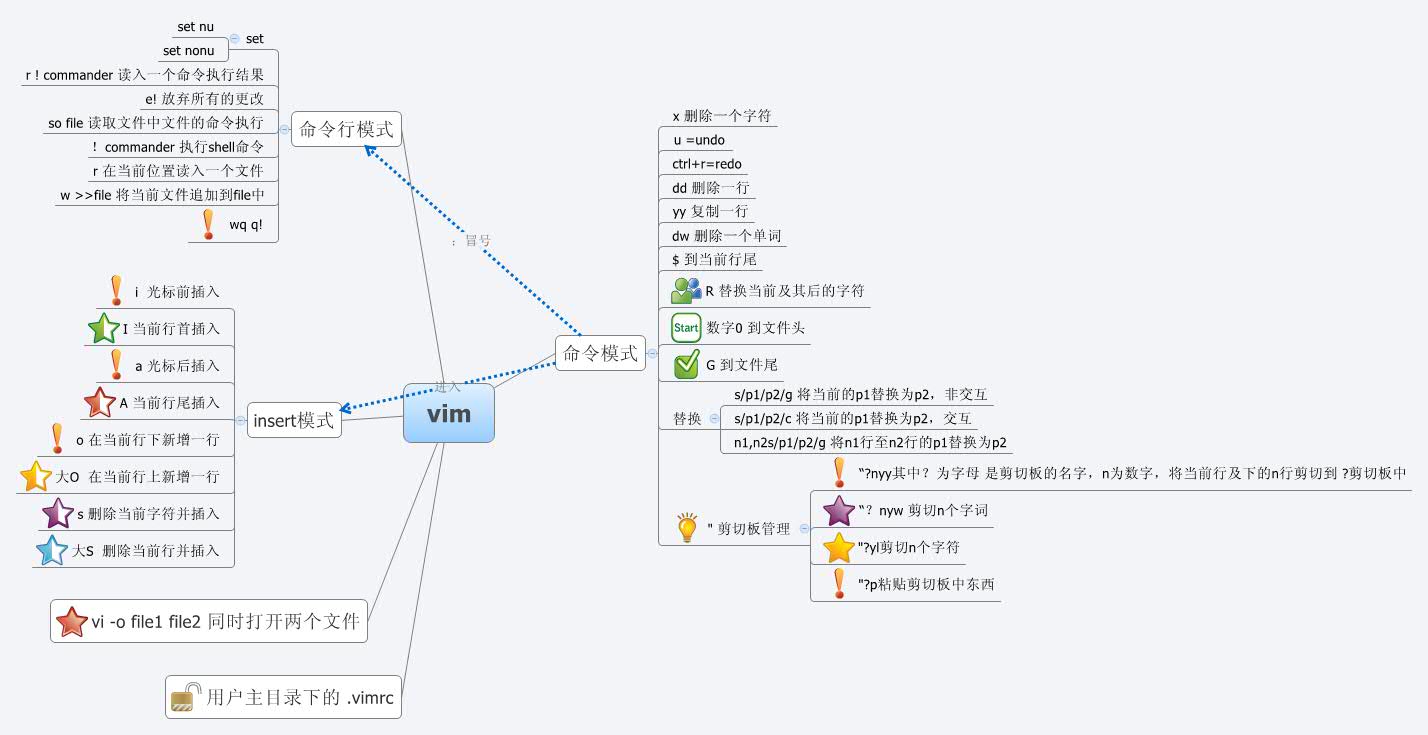 set nu
set
set nonu
r ! commander 读入一个命令执行结果
e! 放弃所有的更改
so file 读取文件中文件的命令执行
！ commander 执行shell命令
r 在当前位置读入一个文件
w >>file 将当前文件追加到file中
wq q!
命令行模式
：冒号
i 光标前插入
I 当前行首插入
a 光标后插入
A 当前行尾插入
o 在当前行下新增一行
大O 在当前行上新增一行
s 删除当前字符并插入
大S 删除当前行并插入
insert模式
进入
vim
vi -o file1 file2 同时打开两个文件
用户主目录下的 .vimrc
命令模式
x 删除一个字符
u =undo
ctrl+r=redo
dd 删除一行
yy 复制一行
dw 删除一个单词
$ 到当前行尾
R 替换当前及其后的字符
Start
数字0 到文件头
G 到文件尾
替换
s/p1/p2/g 将当前的p1替换为p2，非交互
s/p1/p2/c 将当前的p1替换为p2，交互
n1,n2s/p1/p2/g 将n1行至n2行的p1替换为p2
" 剪切板管理
“?nyy其中？为字母 是剪切板的名字，n为数字，将当前行及下的n行剪切到 ?剪切板中
“？nyw 剪切n个字词
"?yl剪切n个字符
"?p粘贴剪切板中东西